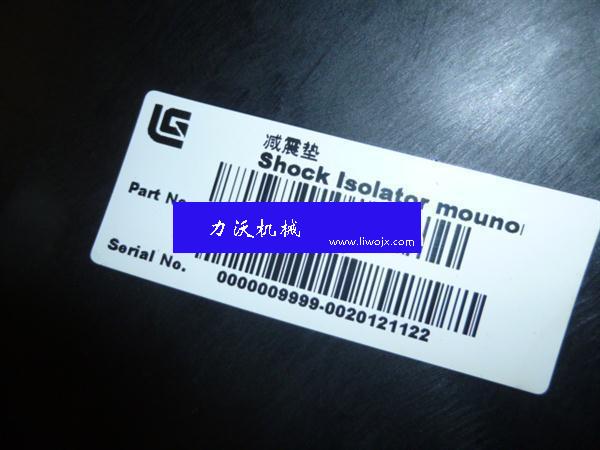 LG
减震垫
Shock Isolator mouno
Part No.
力沃机械
www.liwojx.com
Serial No.
0000009999-0020121122